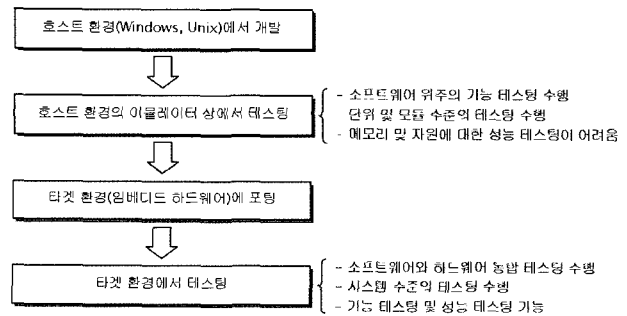 호스트 환경(Windows, Unix)에서 개발
호스트 환경의 이뮬레이터 상에서 테스팅
- 소프트웨어 위주의 기능 테스팅 수행
단위 및 모듈 수준의 테스팅 수행
- 메모리 및 자원에 대한 성능 테스팅이 어려움
타겟 환경(임베디드 하드웨어)에 포팅
타겟 환경에서 테스팅
- 소프트웨어와 하드웨어 통합 테스팅 수행
- 시스템 수준의 테스팅 수행
- 기능 테스팅 및 성능 테스팅 가능